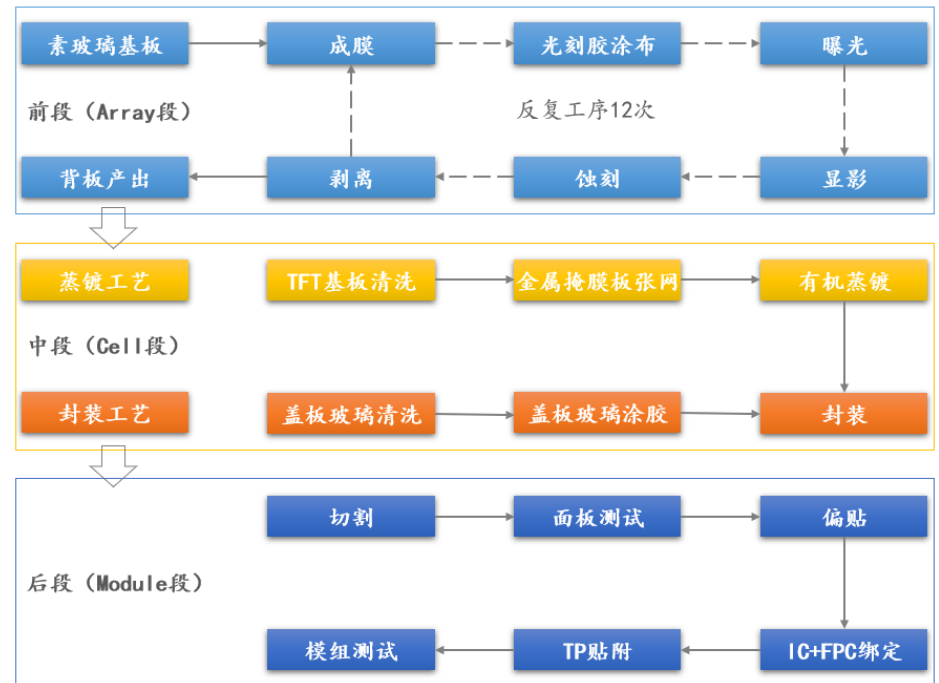 素玻璃基板
成膜
光刻胶涂布
曝光
前段（Array段）
反复工序12次
背板产出
剥离
蚀刻
显影
蒸镀工艺
TFT基板清洗
金属掩膜板张网
有机蒸镀
中段（Cell段）
封装工艺
盖板玻璃清洗
盖板玻璃涂胶
封装
切割
面板测试
偏贴
后段（Module段）
模组测试
TP贴附
IC+FPC绑定